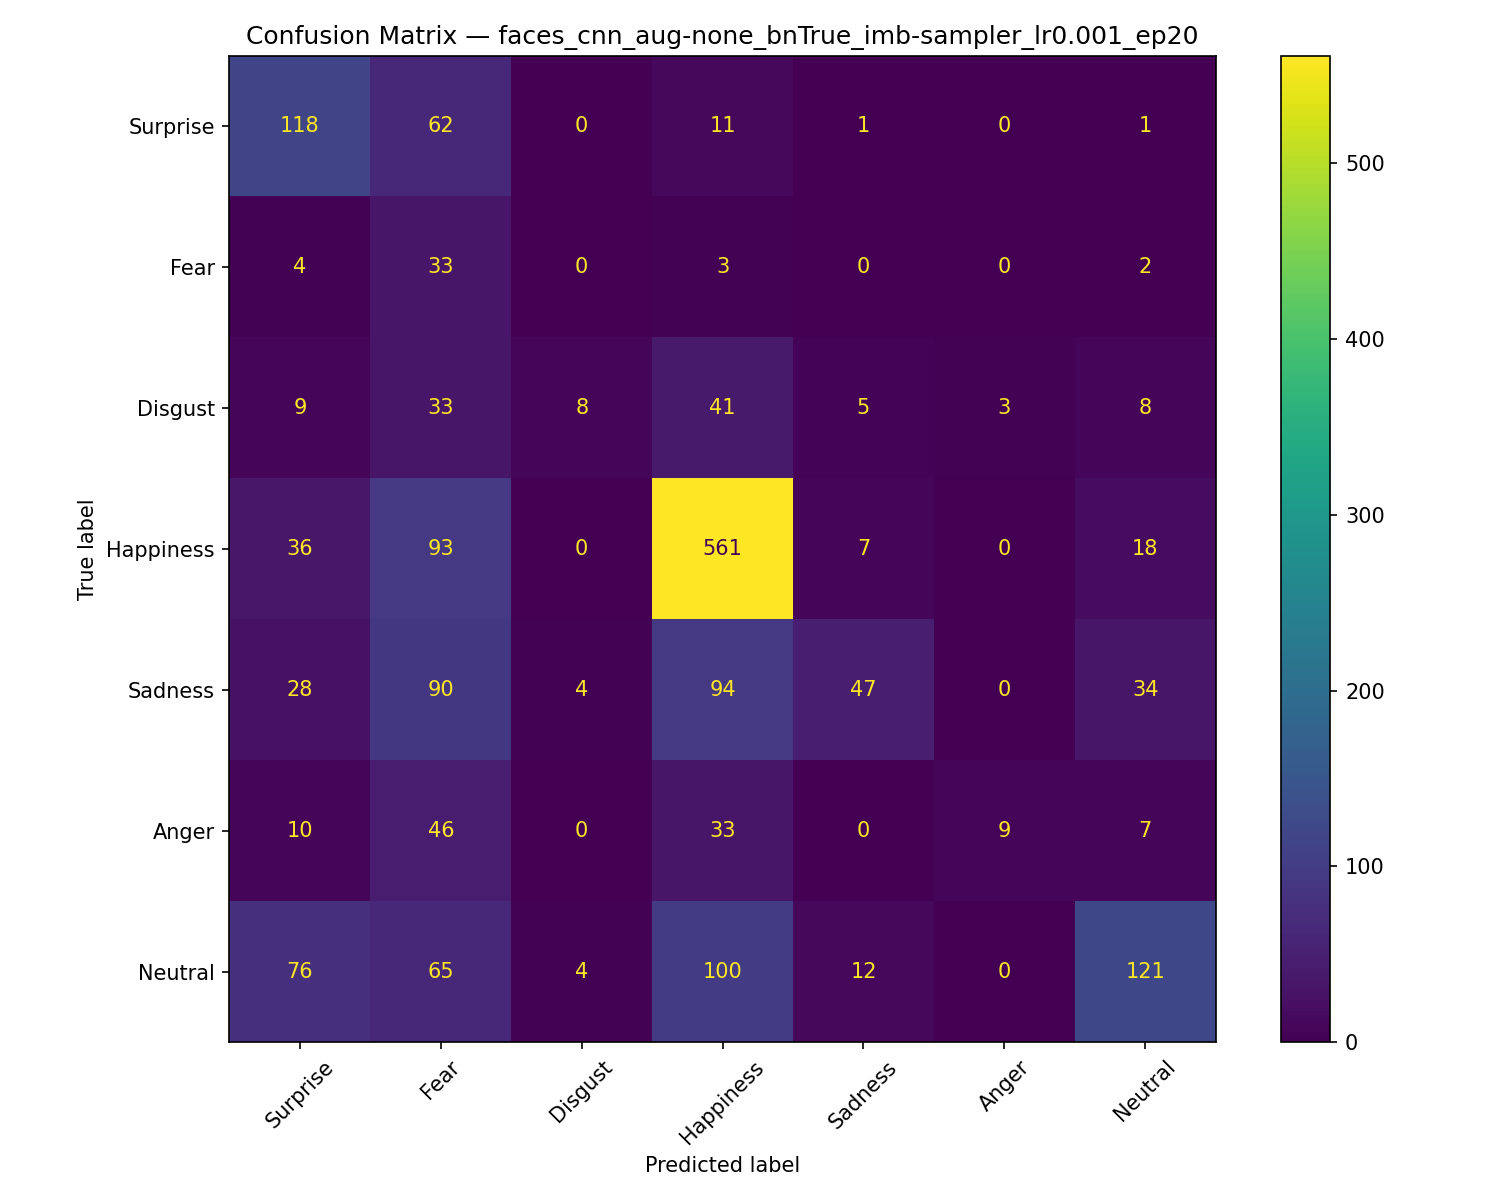 Confusion Matrix — faces_cnn_aug-none_bnTrue_imb-sampler_lr0.001_ep20
Surprise 118 62 0 11 1 0 1
Fear 4 33 0 3 0 0 2
Disgust 9 33 8 41 5 3 8
Happiness 36 93 0 561 7 0 18
Sadness 28 90 4 94 47 0 34
Anger 10 46 0 33 0 9 7
Neutral 76 65 4 100 12 0 121
True label
Surprise Fear Disgust Happiness Sadness Anger Neutral
Predicted label
500
400
300
200
100
0